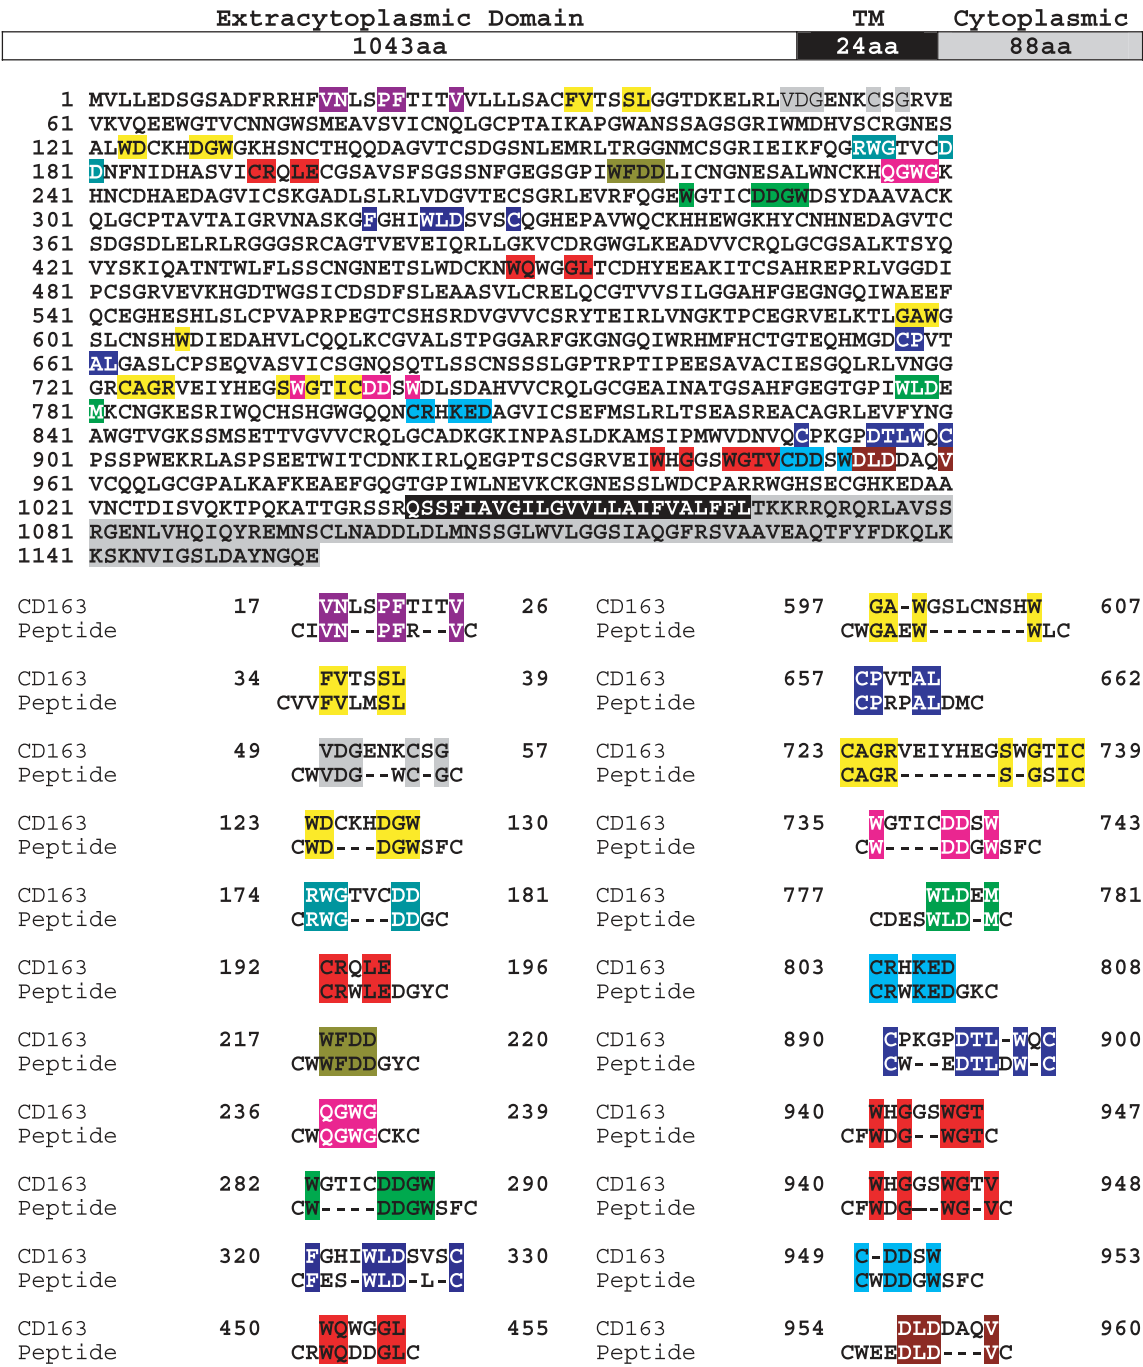 Extracytoplasmic Domain TM Cytoplasmic
1043aa 24aa 88aa
1 MVLLEDSGSADFRRHFVNLSPFTITVVLLLSACFVTSSLGGTDKELRLVDGENKCSGRVE
61 VKVQEEWGTVCNNGWSMEAVSVICNQLGCPTAIKAPGWANSSAGSGRIWMDHVSCRGNES
121 ALWDCKHDGWGKHSNCTHQQDAGVTCSDGSNLEMRLTRGGNMCSGRIEIKFQGRWGTVCD
181 DNFNIDHASVICRQLECGSAVSFSGSSNFGEGSGPIWFDDLICNGNESALWNCKHQGWGK
241 HNCDHAEDAGVICSKGADLSLRLVDGVTECSGRLEVRFQGEWGTICDDGWDSYDAAVACK
301 QLGCPTAVTAIGRVNASKGFGHIWLDSVSCQGHEPAVWQCKHHEWGKHYCNHNEDAGVTC
361 SDGSDLELRLRGGGSRCAGTVEVEIQRLLGKVCDRGWGLKEADVVCRQLGCGSALKTSYQ
421 VYSKIQATNTWLFLSSCNGNETSLWDCKNWQWGGLTCDHYEEAKITCSAHREPRLVGGDI
481 PCSGRVEVKHGDTWGSICDSDFSLEAASVLCRELQCGTVVSILGGAHFGEGNGQIWAEEF
541 QCEGHESHLSLCPVAPRPEGTCSHSRDVGVVCSRYTEIRLVNGKTPCEGRVELKTLGAWG
601 SLCNSHWDIEDAHVLCQQLKCGVALSTPGGARFGKGNGQIWRHMFHCTGTEQHMGDCPVT
661 ALGASLCPSEQVASVICSGNQSQTLSSCNSSSLGPTRPTIPEESAVACIESGQLRLVNGG
721 GRCAGRVEIYHEGSWGTICDDSWDLSDAHVVCRQLGCGEAINATGSAHFGEGTGPIWLDE
781 MKCNGKESRIWQCHSHGWGQQNCRHKEDAGVICSEFMSLRLTSEASREACAGRLEVFYNG
841 AWGTVGKSSMSETTVGVVCRQLGCADKGKINPASLDKAMSIPMWVDNVQCPKGPDTLWQC
901 PSSPWEKRLASPSEETWITCDNKIRLQEGPTSCSGRVEIWHGGSWGTVCDDSWDLDDAQV
961 VCQQLGCGPALKAFKEAEFGQGTGPIWLNEVKCKGNESSLWDCPARRWGHSECGHKEDAA
1021 VNCTDISVQKTPQKATTGRSSRQSSFIAVGILGVVLLAIFVALFFLTKKRRQRQRLAVSS
1081 RGENLVHQIQYREMNSCLNADDLDLMNSSGLWVLGGSIAQGFRSVAAVEAQTFYFDKQLK
1141 KSKNVIGSLDAYNGQE
CD163 17 VNLSPFTITV 26
Peptide CIVN--PFR--VC
CD163 34 FVTSSL 39
Peptide CVVFVLMSL
CD163 49 VDGENKCSG 57
Peptide CWVDG--WC-GC
CD163 123 WDCKHDGW 130
Peptide CWD---DGWSFC
CD163 174 RWGTVCDD 181
Peptide CRWG---DDGC
CD163 192 CRQLE 196
Peptide CRWLEDGYC
CD163 217 WFDD 220
Peptide CWWFDDGYC
CD163 236 QGWG 239
Peptide CWQGWGCKC
CD163 282 WGTICDDGW 290
Peptide CW----DDGWSFC
CD163 320 FGHIWLDSVSC 330
Peptide CFES-WLD-L-C
CD163 450 WQWGGL 455
Peptide CRWQDDGLC
CD163 597 GA-WGSLCNSHW 607
Peptide CWGAEW-------WLC
CD163 657 CPVTAL 662
Peptide CPRPALDMC
CD163 723 CAGRVEIYHEGSWGTIC 739
Peptide CAGR-------S-GSIC
CD163 735 WGTICDDSW 743
Peptide CW----DDGWSFC
CD163 777 WLDEM 781
Peptide CDESWLD-MC
CD163 803 CRHKED 808
Peptide CRWKEDGKC
CD163 890 CPKGPDTL-WQC 900
Peptide CW--EDTLDW-C
CD163 940 WHGGSWGT 947
Peptide CFWDG--WGTC
CD163 940 WHGGSWGTV 948
Peptide CFWDG—WG-VC
CD163 949 C-DDSW 953
Peptide CWDDGWSFC
CD163 954 DLDDAQV 960
Peptide CWEEDLD---VC